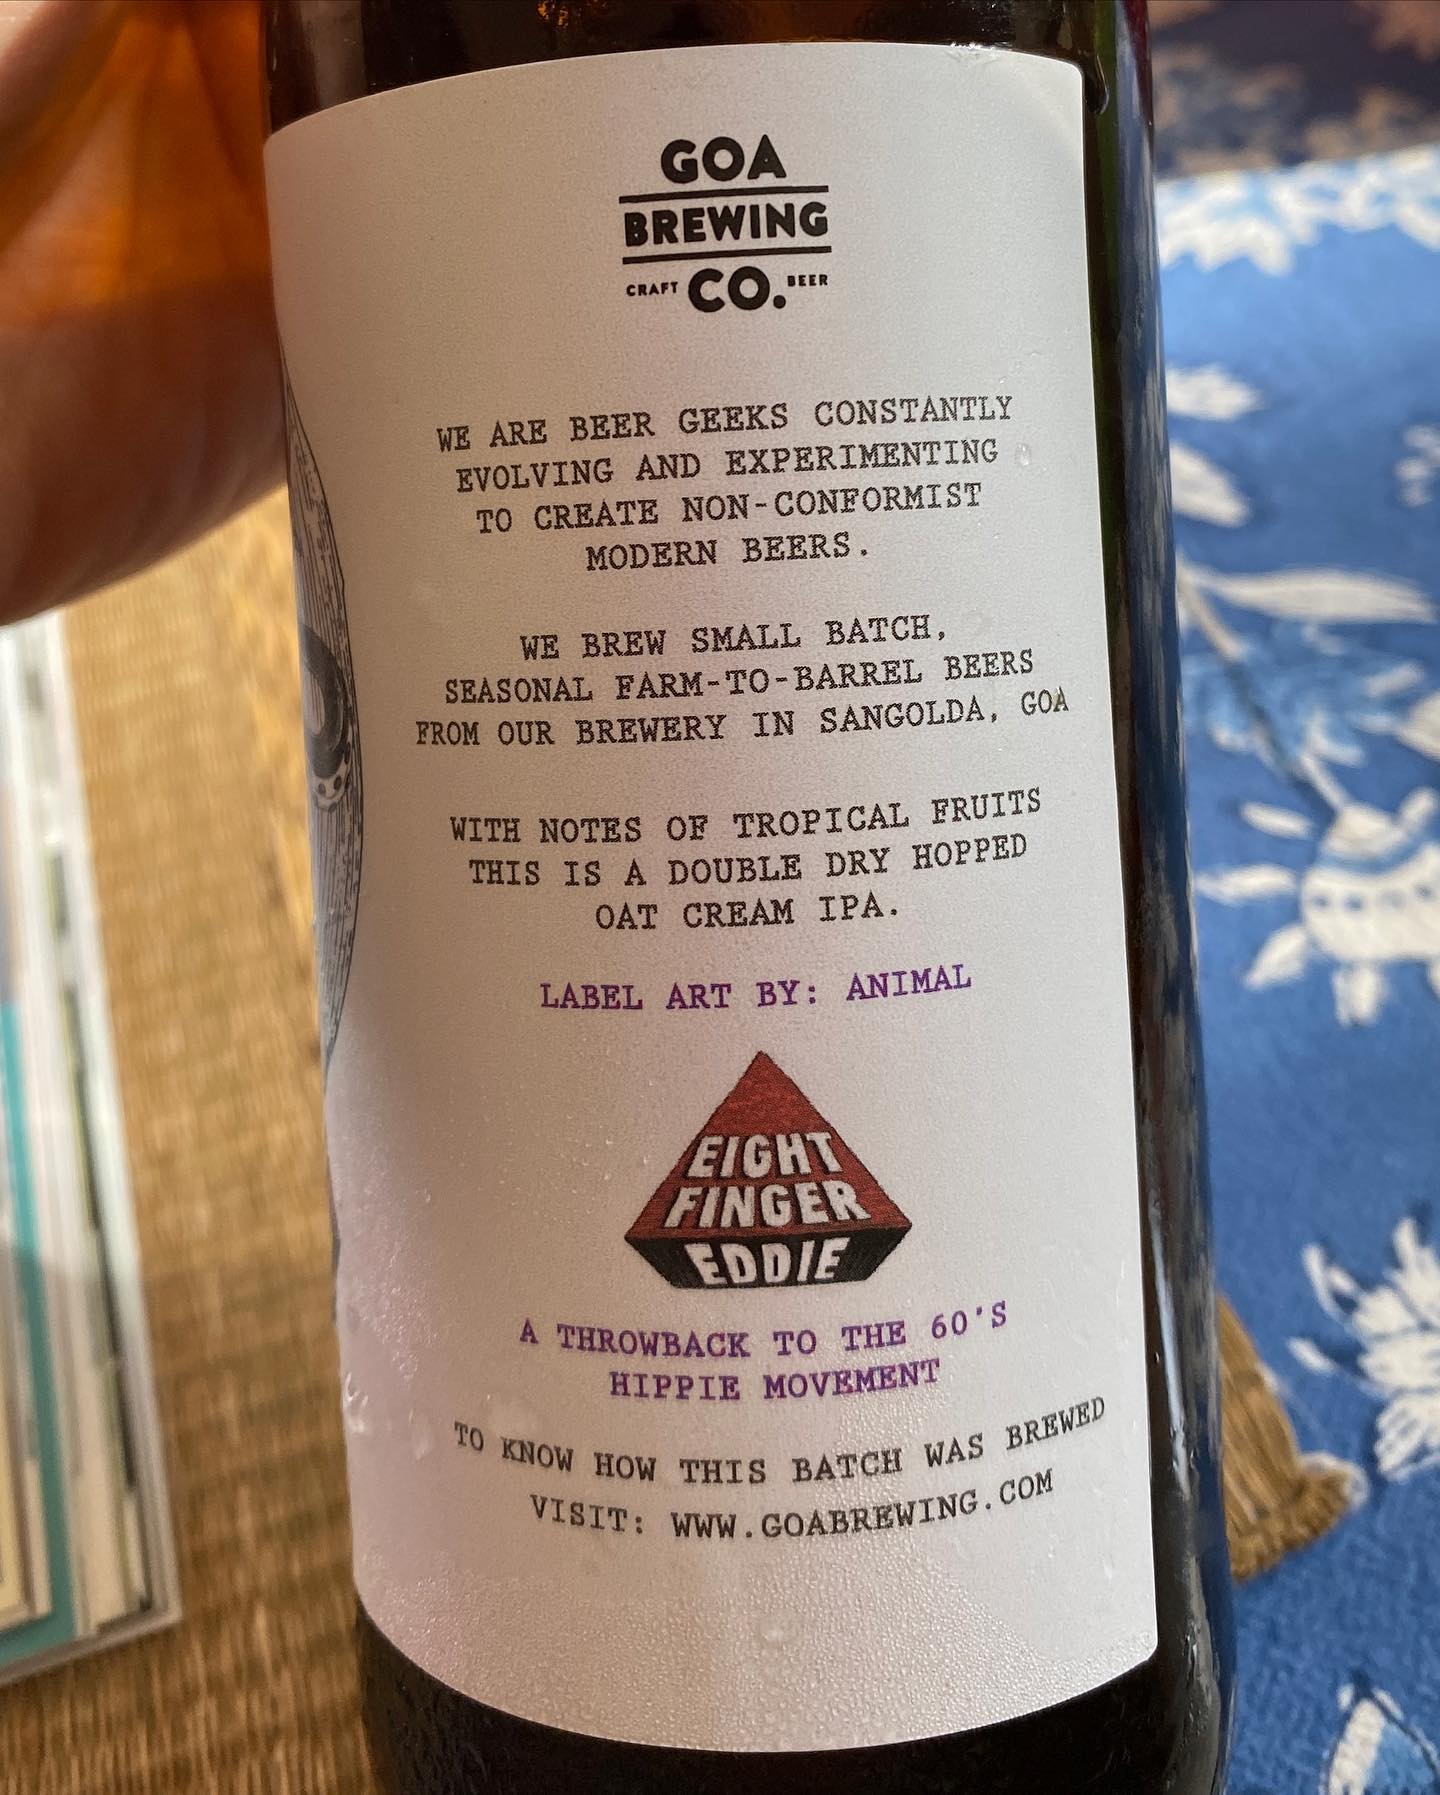 GOA
BREWING
CRAFT CO. BEER
WE ARE BEER GEEKS CONSTANTLY
EVOLVING AND EXPERIMENTING
TO CREATE NON-CONFORMIST
MODERN BEERS.
WE BREW SMALL BATCH,
SEASONAL FARM-TO-BARREL BEERS
FROM OUR BREWERY IN SANGOLDA, GOA
WITH NOTES OF TROPICAL FRUITS
THIS IS A DOUBLE DRY HOPPED
OAT CREAM IPA.
LABEL ART BY: ANIMAL
EIGHT
FINGER
EDDIE
A THROWBACK TO THE 60'S
HIPPIE MOVEMENT
TO KNOW HOW THIS BATCH WAS BREWED
VISIT: WWW.GOABREWING.COM